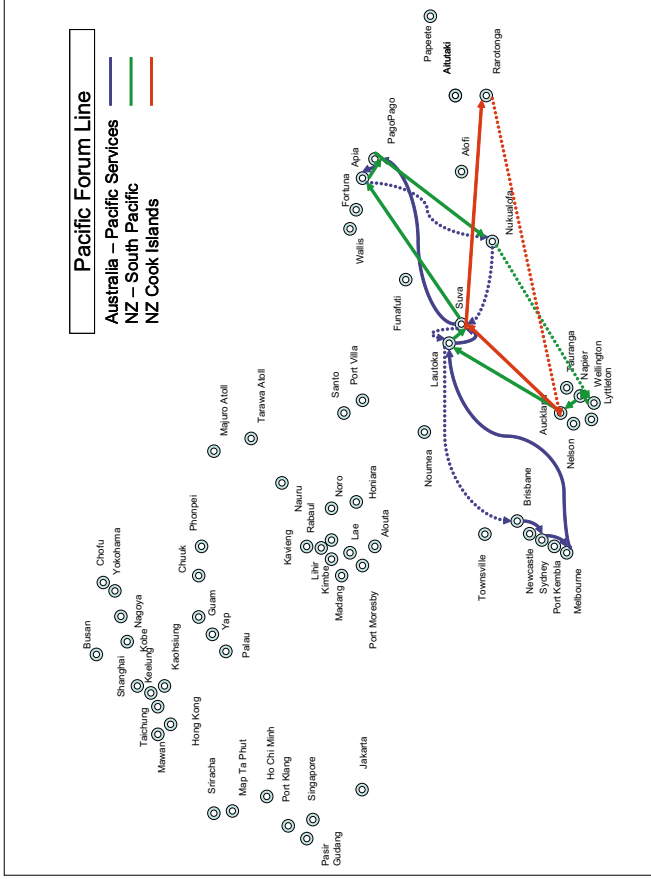 Pacific Forum Line
Australia – Pacific Services
NZ – South Pacific
NZ Cook Islands
Busan
Chofu
Yokohama
Nagoya
Kobe
Shanghai
Keelung
Kaohsiung
Taichung
Mawan
Hong Kong
Phonpei
Chuuk
Guam
Yap
Palau
Majuro Atoll
Tarawa Atoll
Sriracha
Map Ta Phut
Ho Chi Minh
Port Klang
Singapore
Pasir
Gudang
Jakarta
Nauru
Kavieng
Rabaul
Lihir
Kimbe
Noro
Honiara
Lae
Madang
Alouta
Port Moresby
Santo
Port Villa
Wallis
Fortuna
Apia
PagoPago
Funafuti
Papeete
Aitutaki
Rarotonga
Alofi
Nukualofa
Suva
Lautoka
Noumea
Townsville
Brisbane
Newcastle
Sydney
Port Kembla
Melbourne
Auckland
Tauranga
Napier
Wellington
Lyttleton
Nelson